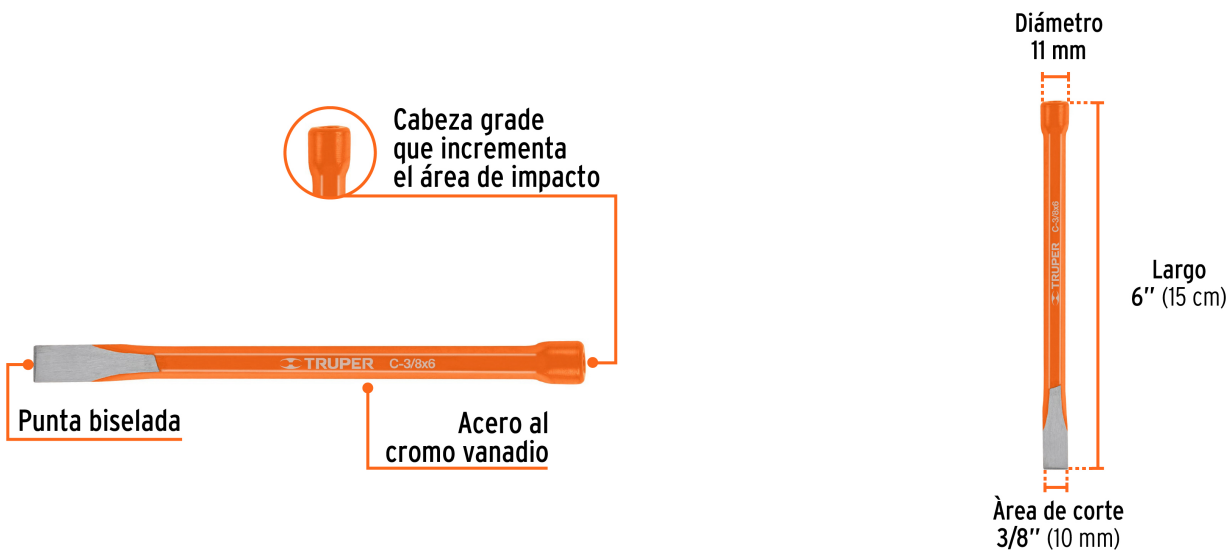 Cabeza grade
que incrementa
el área de impacto
TRUPER C-3/8x6
Punta biselada
Acero al
cromo vanadio
Diámetro
11 mm
TRUPER C-3/8x6
Largo
6” (15 cm)
Àrea de corte
3/8” (10 mm)